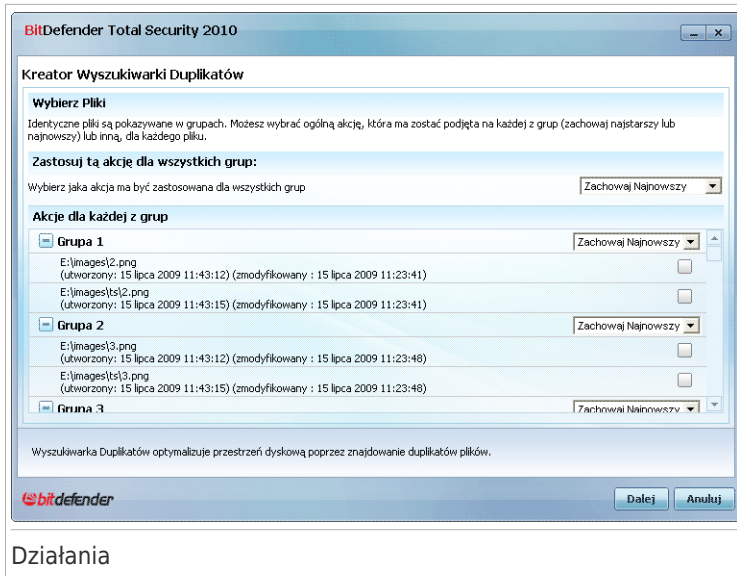 BitDefender Total Security 2010
Kreator Wyszukiwarki Duplikatów
Wybierz Pliki
Identyczne pliki są pokazywane w grupach. Możesz wybrać ogólną akcję, która ma zostać podjęta na każdej z grup (zachowaj najstarszy lub
najnowszy) lub inną, dla każdego pliku.
Zastosuj tą akcję dla wszystkich grup:
Wybierz jaka akcja ma być zastosowana dla wszystkich grup Zachowaj Najnowszy
Akcje dla każdej z grup
Grupa 1 Zachowaj Najnowszy
E:\images\2.png
(utworzony: 15 lipca 2009 11:43:12) (zmodyfikowany : 15 lipca 2009 11:23:41)
E:\images\ts\2.png
(utworzony: 15 lipca 2009 11:43:15) (zmodyfikowany : 15 lipca 2009 11:23:41)
Grupa 2 Zachowaj Najnowszy
E:\images\3.png
(utworzony: 15 lipca 2009 11:43:12) (zmodyfikowany : 15 lipca 2009 11:23:48)
E:\images\ts\3.png
(utworzony: 15 lipca 2009 11:43:15) (zmodyfikowany : 15 lipca 2009 11:23:48)
Grupa 3 Zachowaj Najnowszy
Wyszukiwarka Duplikatów optymalizuje przestrzeń dyskową poprzez znajdowanie duplikatów plików.
bitdefender Dalej Anuluj
Działania